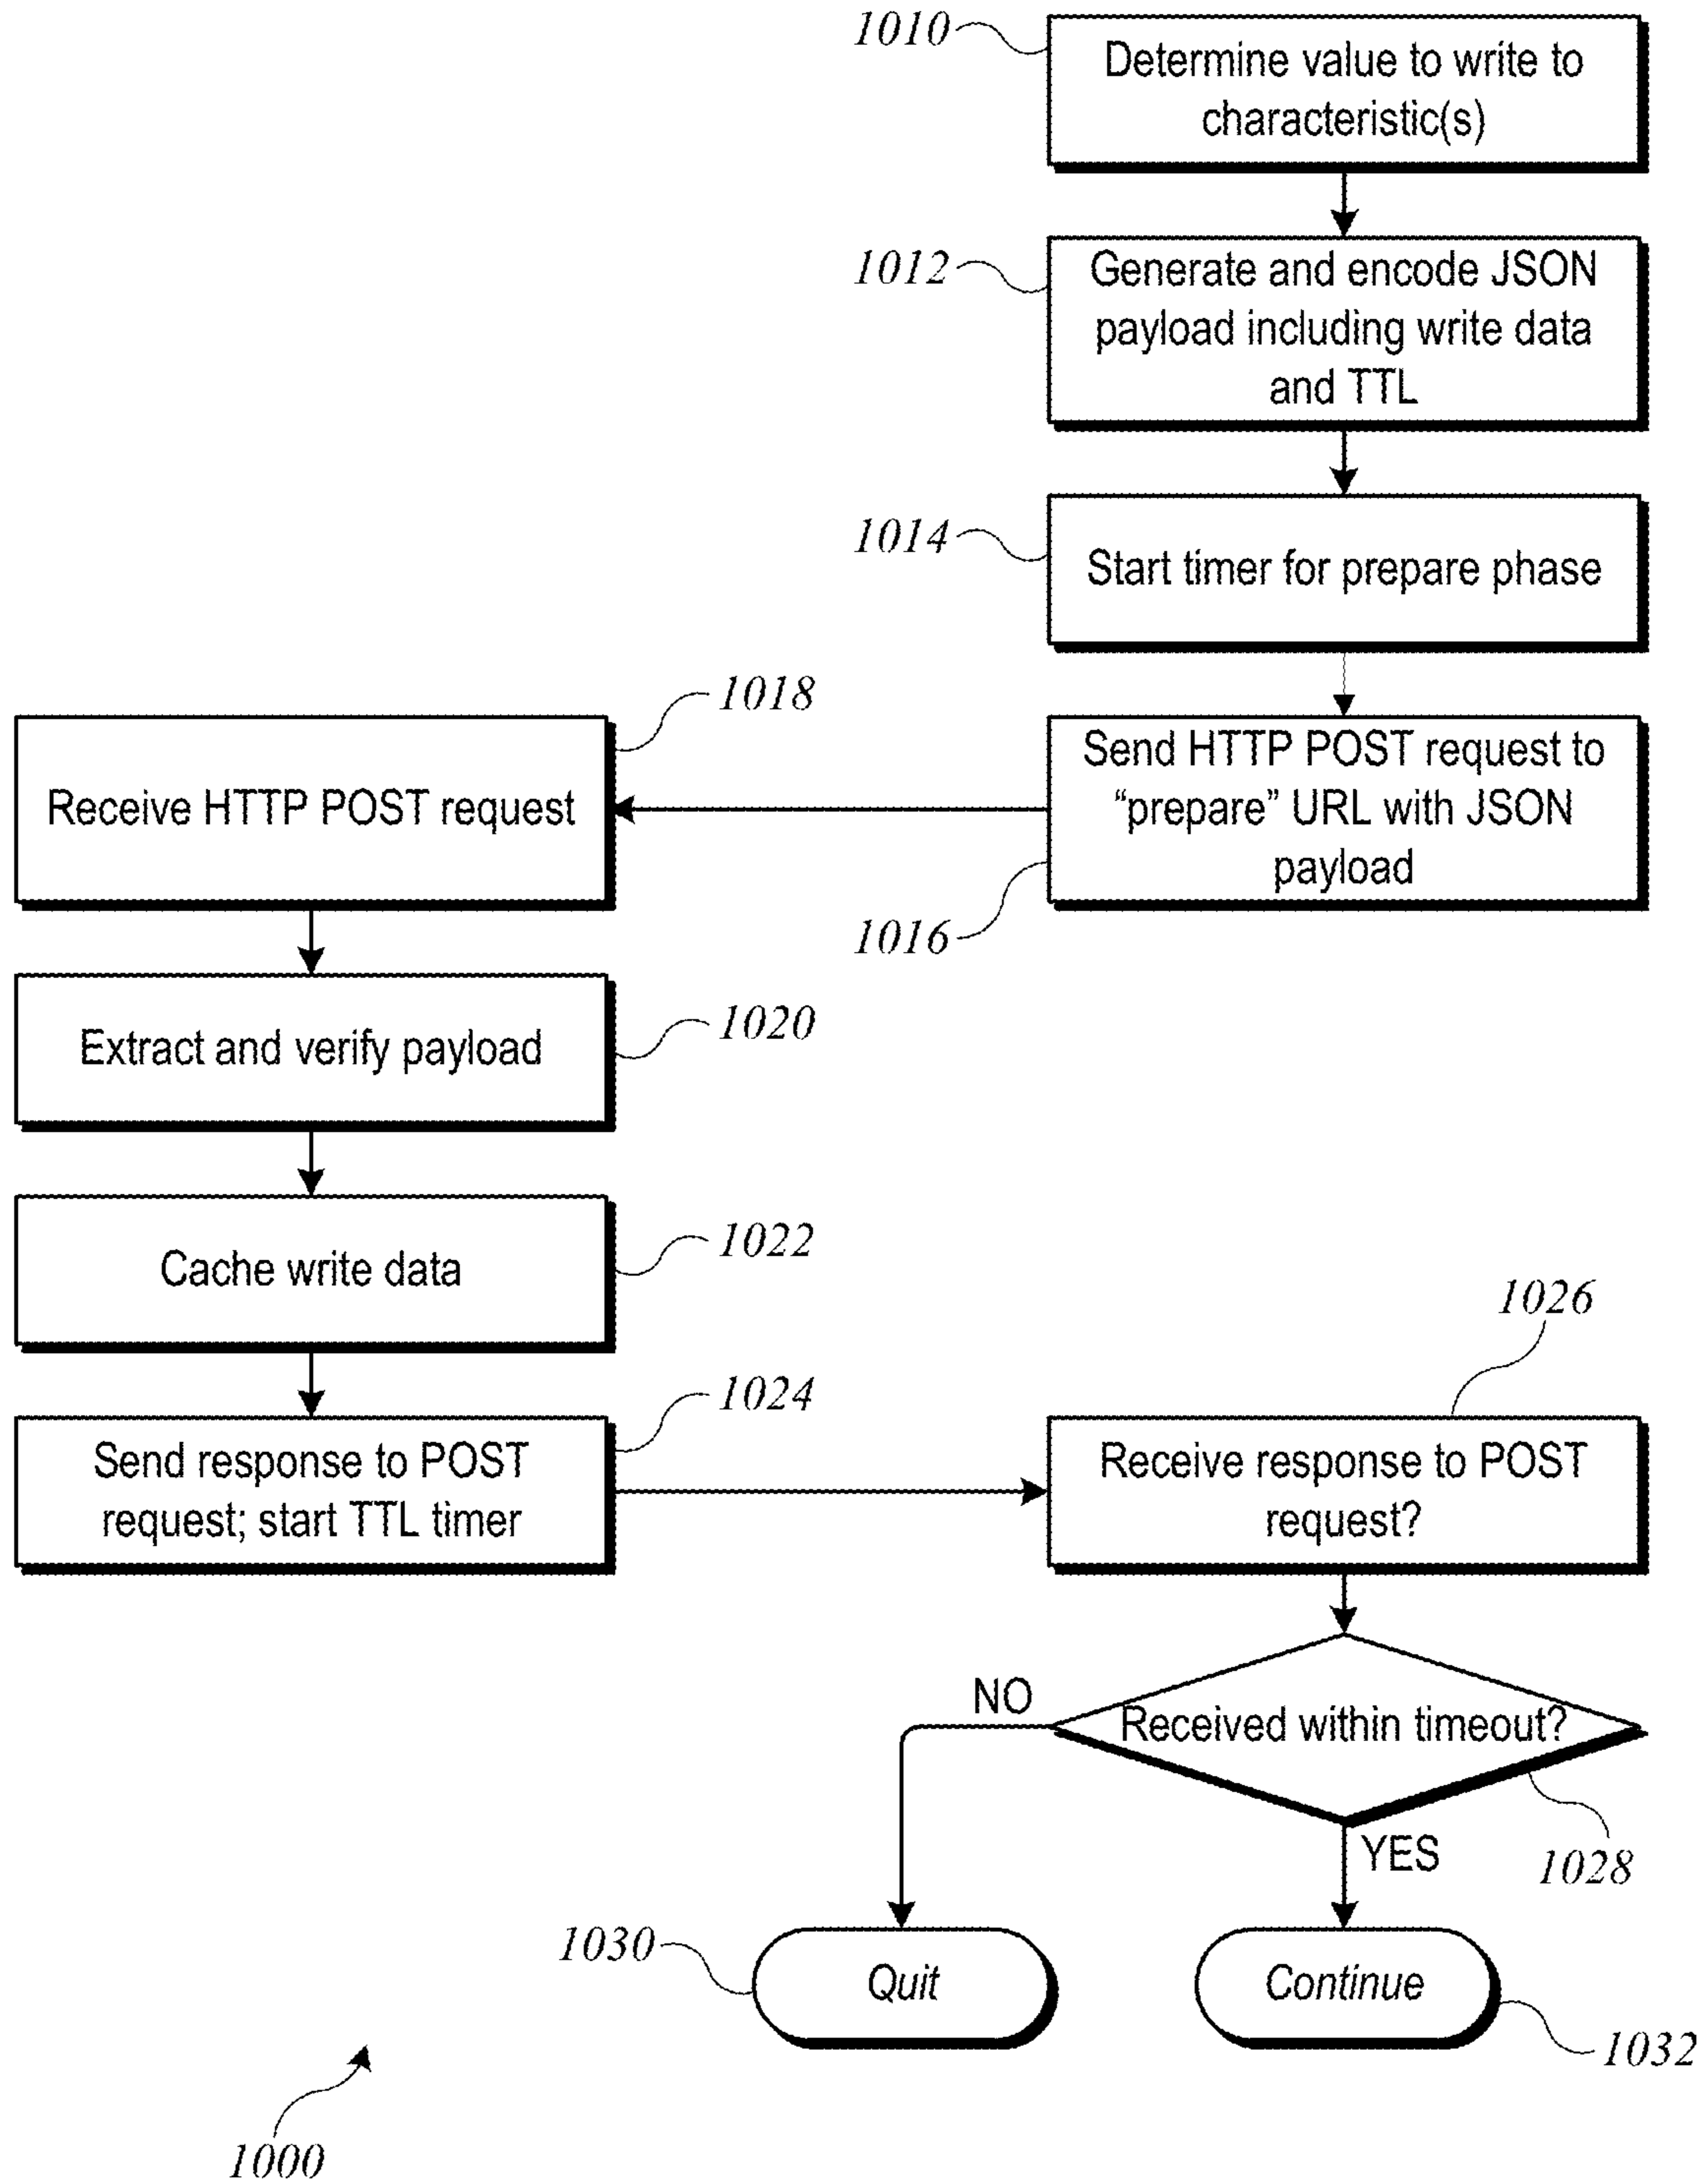 1010
Determine value to write to
characteristic(s)
1012
Generate and encode JSON
payload including write data
and TTL
1014
Start timer for prepare phase
1016
Send HTTP POST request to
“prepare” URL with JSON
payload
1018
Receive HTTP POST request
1020
Extract and verify payload
1022
Cache write data
1024
Send response to POST
request; start TTL timer
1026
Receive response to POST
request?
Received within timeout?
1028
NO
YES
1030
Quit
Continue
1032
1000